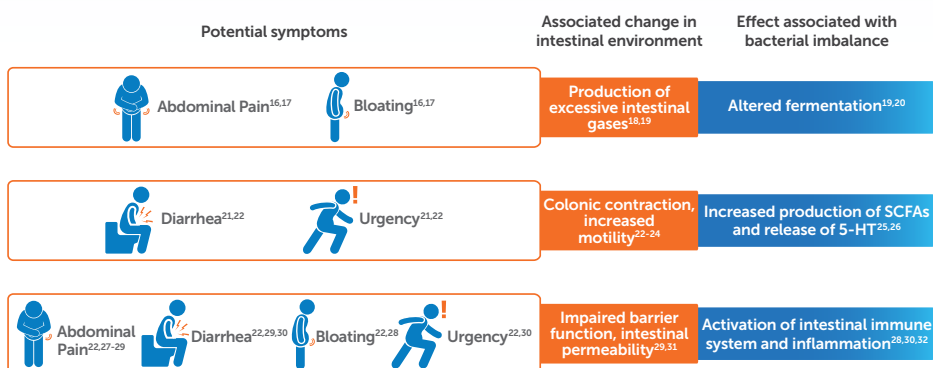 Potential symptoms
Associated change in
intestinal environment
Effect associated with
bacterial imbalance
Abdominal Pain16,17
Bloating16,17
Production of
excessive intestinal
gases18,19
Altered fermentation19,20
Diarrhea21,22
!
Urgency21,22
Colonic contraction,
increased
motility22-24
Increased production of SCFAs
and release of 5-HT25,26
Abdominal
Pain22,27-29
Diarrhea22,29,30
Bloating22,28
!
Urgency22,30
Impaired barrier
function, intestinal
permeability29,31
Activation of intestinal immune
system and inflammation28,30,32